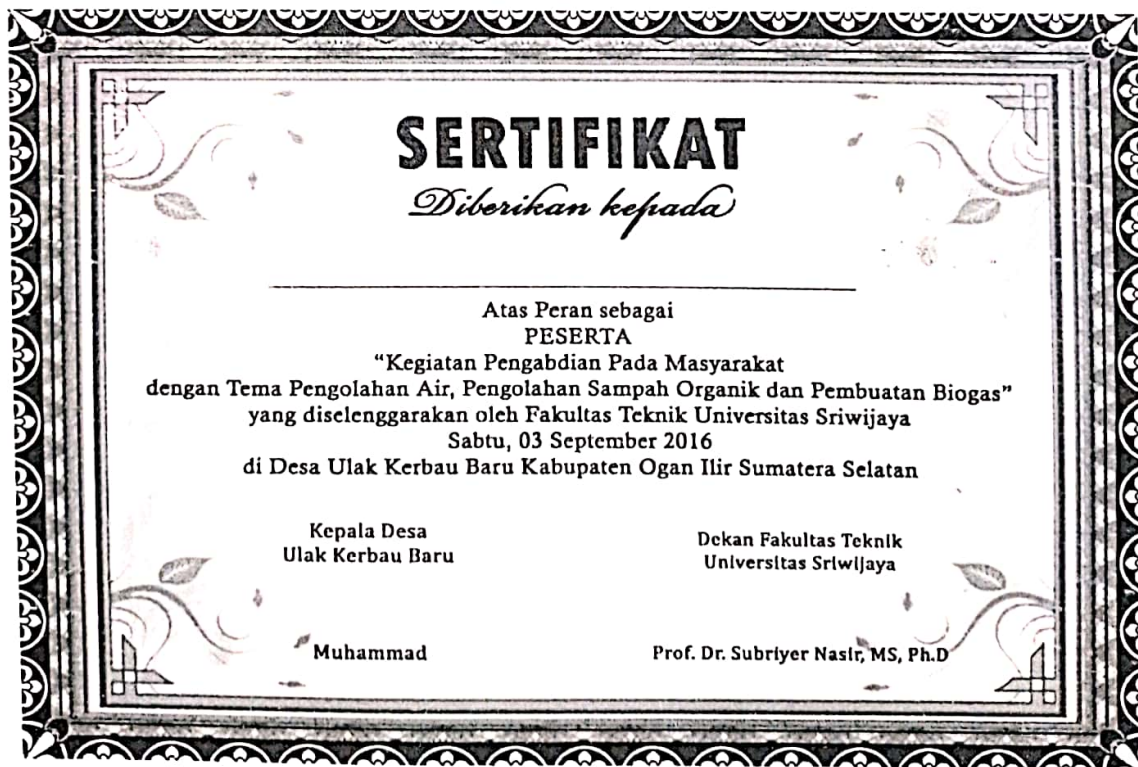 SERTIFIKAT
Diberikan kepada
Atas Peran sebagai
PESERTA
“Kegiatan Pengabdian Pada Masyarakat
dengan Tema Pengolahan Air, Pengolahan Sampah Organik dan Pembuatan Biogas”
yang diselenggarakan oleh Fakultas Teknik Universitas Sriwijaya
Sabtu, 03 September 2016
di Desa Ulak Kerbau Baru Kabupaten Ogan Ilir Sumatera Selatan
Kepala Desa
Ulak Kerbau Baru
Muhammad
Dekan Fakultas Teknik
Universitas Sriwijaya
Prof. Dr. Subriyer Nasir, MS, Ph.D